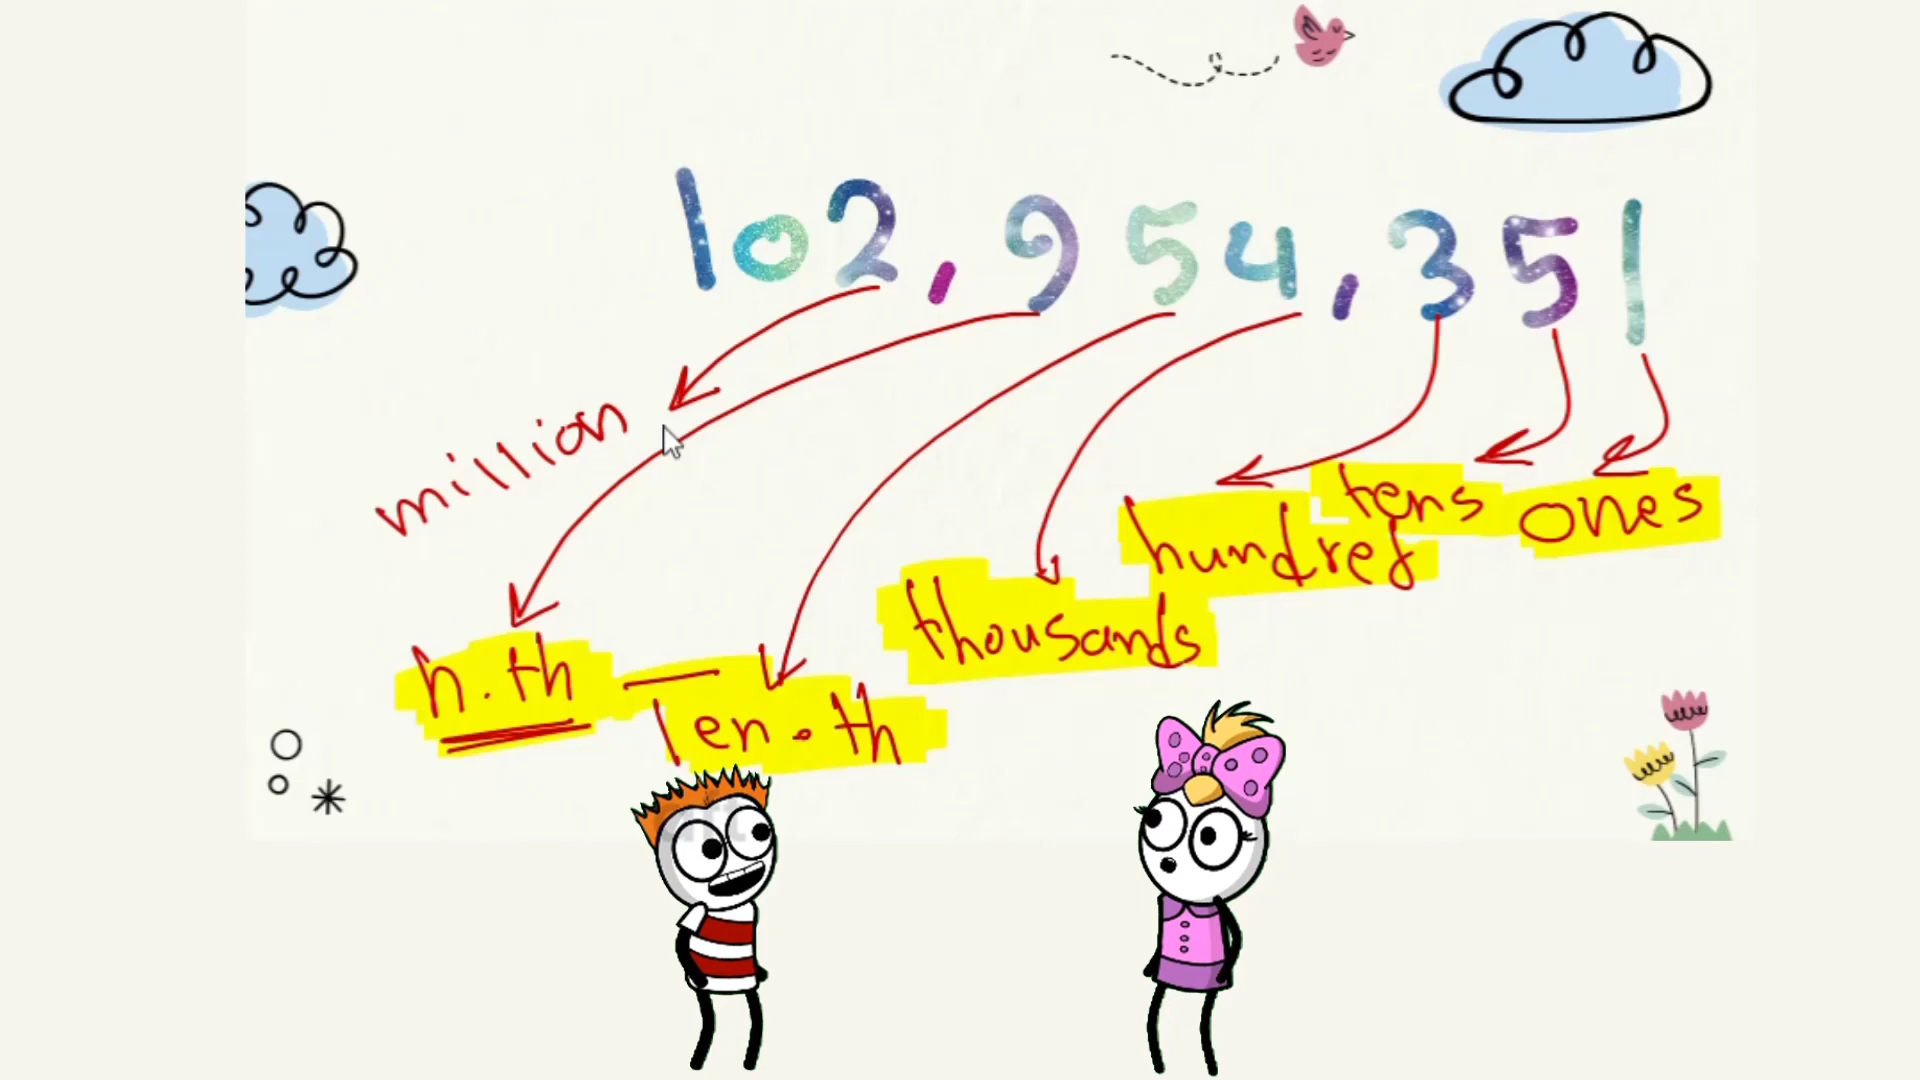 102,954,351
million
tens
ones
hundred
thousands
h.th
Ten.th